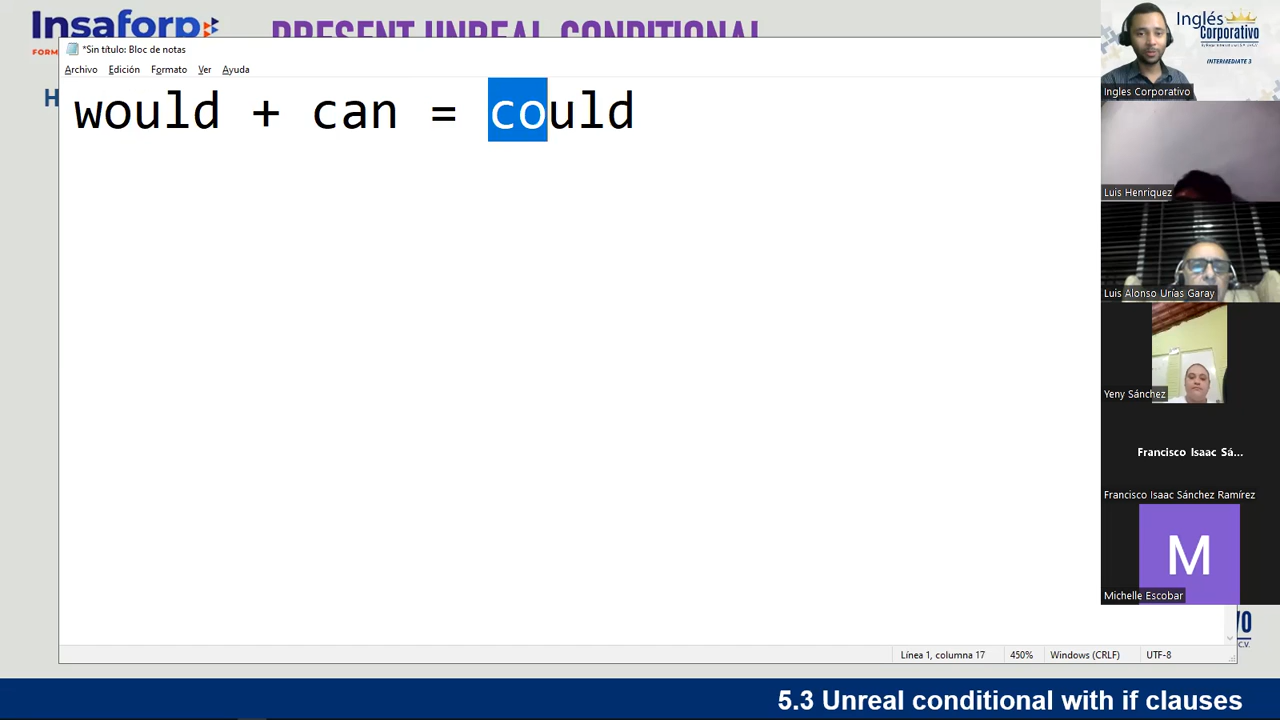 Insaforp
FORM
PRESENT UNREAL CONDITIONAL
*Sin título: Bloc de notas
Archivo Edición Formato Ver Ayuda
H
would + can = could
Línea 1, columna 17 450% Windows (CRLF) UTF-8
Inglés
Corporativo
INTERMEDIATE 3
Ingles Corporativo
Luis Henriquez
Luis Alonso Urías Garay
Yeny Sánchez
Francisco Isaac Sá...
Francisco Isaac Sánchez Ramírez
M
Michelle Escobar
VO
C.V.
5.3 Unreal conditional with if clauses